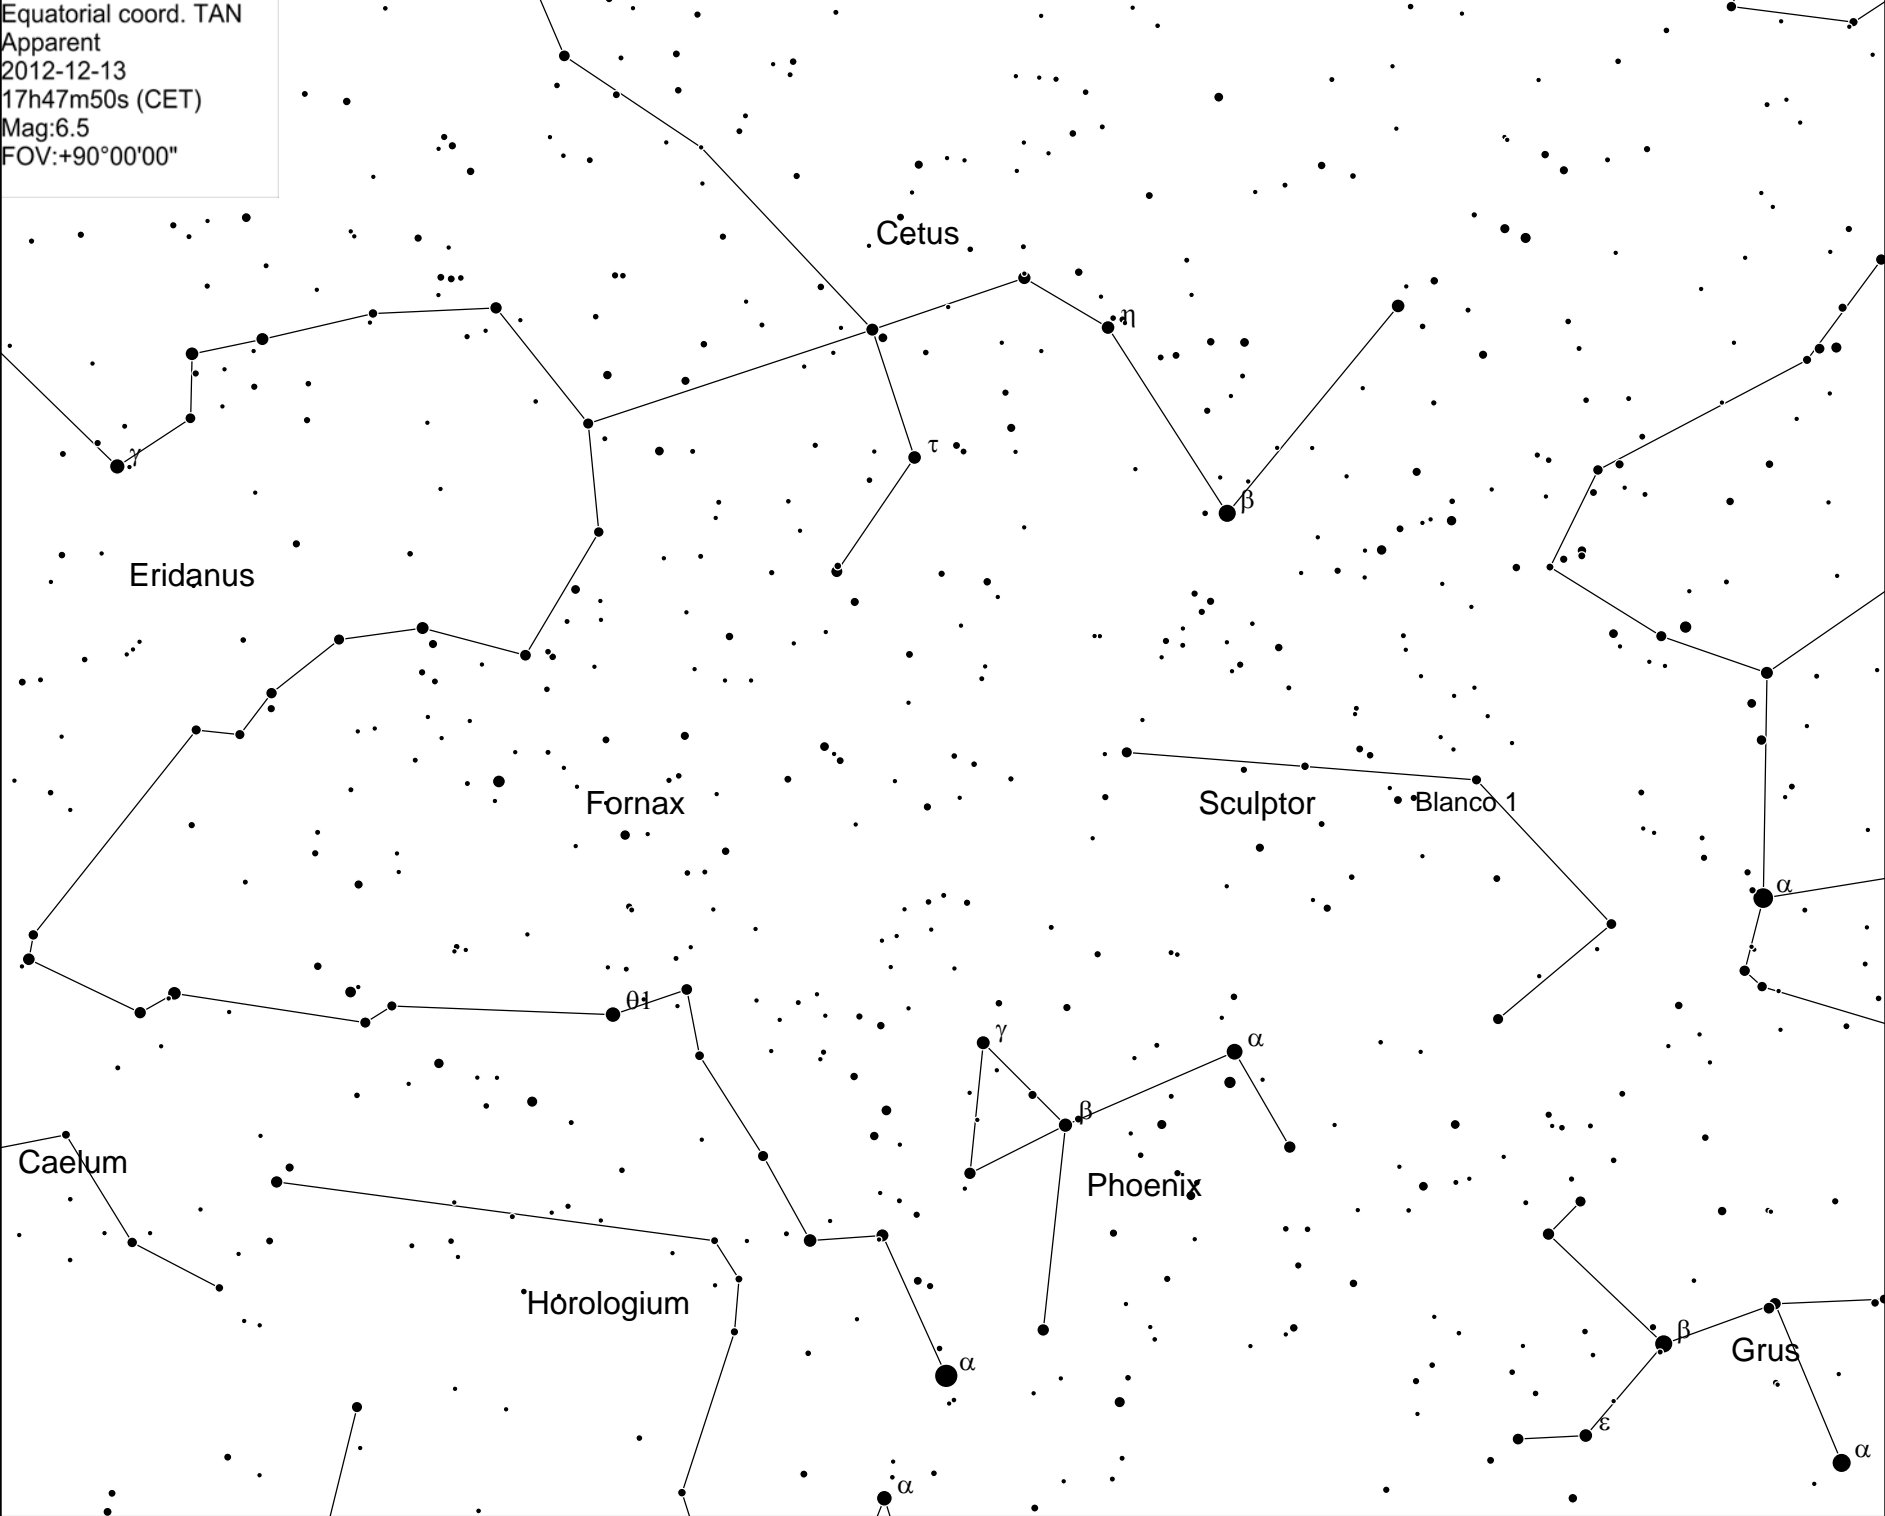 Equatorial coord. TAN
Apparent
2012-12-13
17h47m50s (CET)
Mag:6.5
FOV:+90°00'00"
Cetus
η
γ
τ
β
Eridanus
Fornax
Sculptor
Blanco 1
α
θ1
γ
α
β
Caelum
Phoenix
Horologium
β
Grus
α
ε
α
α